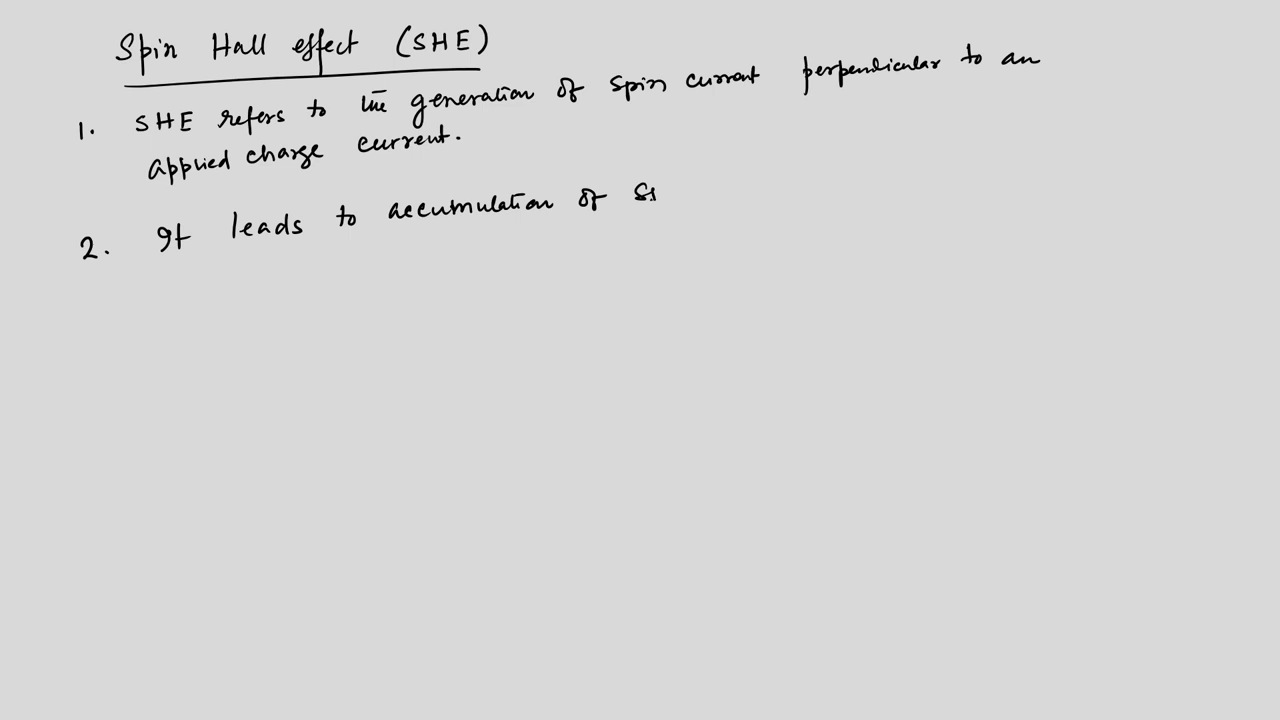 Spin Hall effect (SHE)
1. SHE refers to the generation of spin current perpendicular to an
applied charge current.
2. It leads to accumulation of